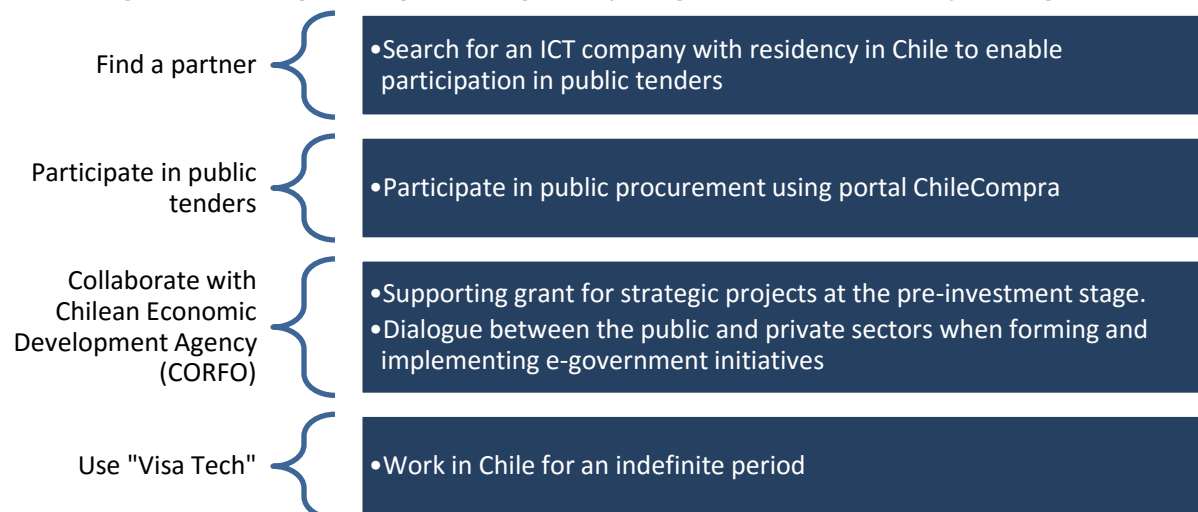 Find a partner
•Search for an ICT company with residency in Chile to enable
participation in public tenders
Participate in public
tenders
•Participate in public procurement using portal ChileCompra
Collaborate with
Chilean Economic
Development Agency
(CORFO)
•Supporting grant for strategic projects at the pre-investment stage.
•Dialogue between the public and private sectors when forming and
implementing e-government initiatives
Use "Visa Tech"
•Work in Chile for an indefinite period